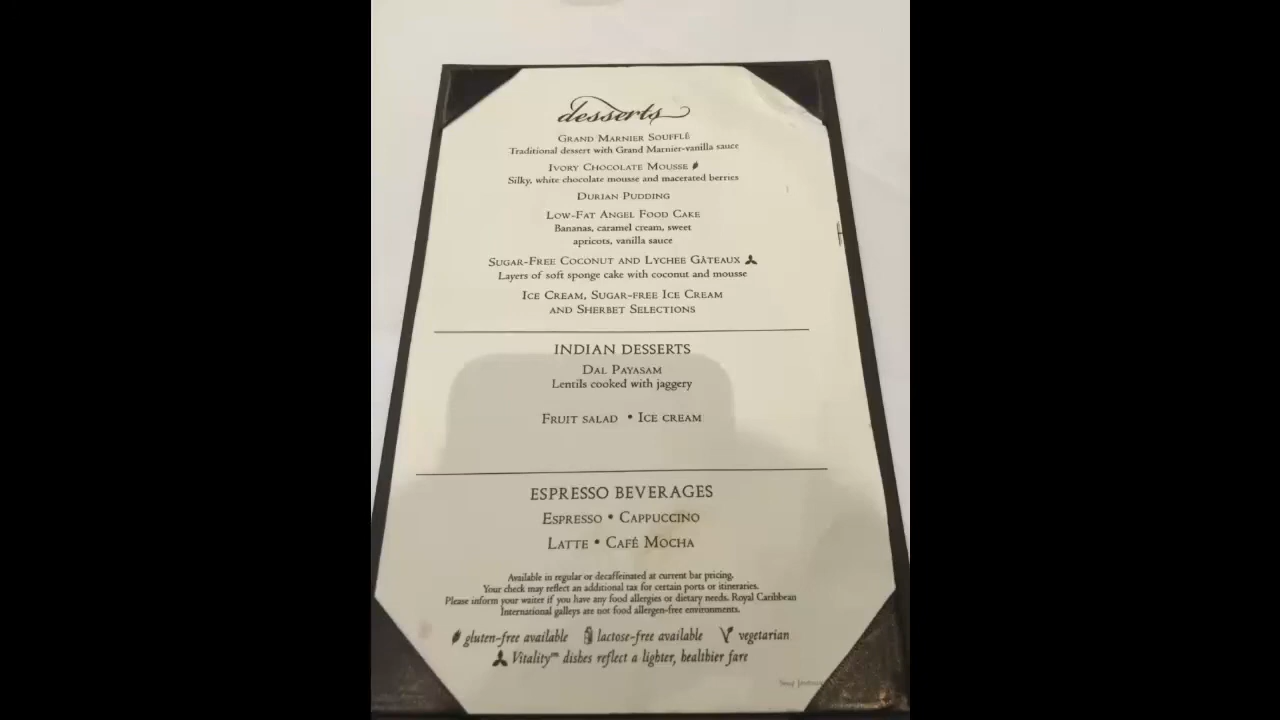 desserts
Grand Marnier Soufflé
Traditional dessert with Grand Marnier-vanilla sauce
Ivory Chocolate Mousse
Silky, white chocolate mousse and macerated berries
Durian Pudding
Low-Fat Angel Food Cake
Bananas, caramel cream, sweet
apricots, vanilla sauce
Sugar-Free Coconut and Lychee Gâteaux
Layers of soft sponge cake with coconut and mousse
Ice Cream, Sugar-free Ice Cream
and Sherbet Selections
INDIAN DESSERTS
Dal Payasam
Lentils cooked with jaggery
Fruit salad • Ice cream
ESPRESSO BEVERAGES
Espresso • Cappuccino
Latte • Café Mocha
Available in regular or decaffeinated at current bar pricing.
Your check may reflect an additional tax for certain ports or itineraries.
Please inform your waiter if you have any food allergies or dietary needs. Royal Caribbean
International galleys are not food allergen-free environments.
gluten-free available lactose-free available vegetarian
Vitality℠ dishes reflect a lighter, healthier fare